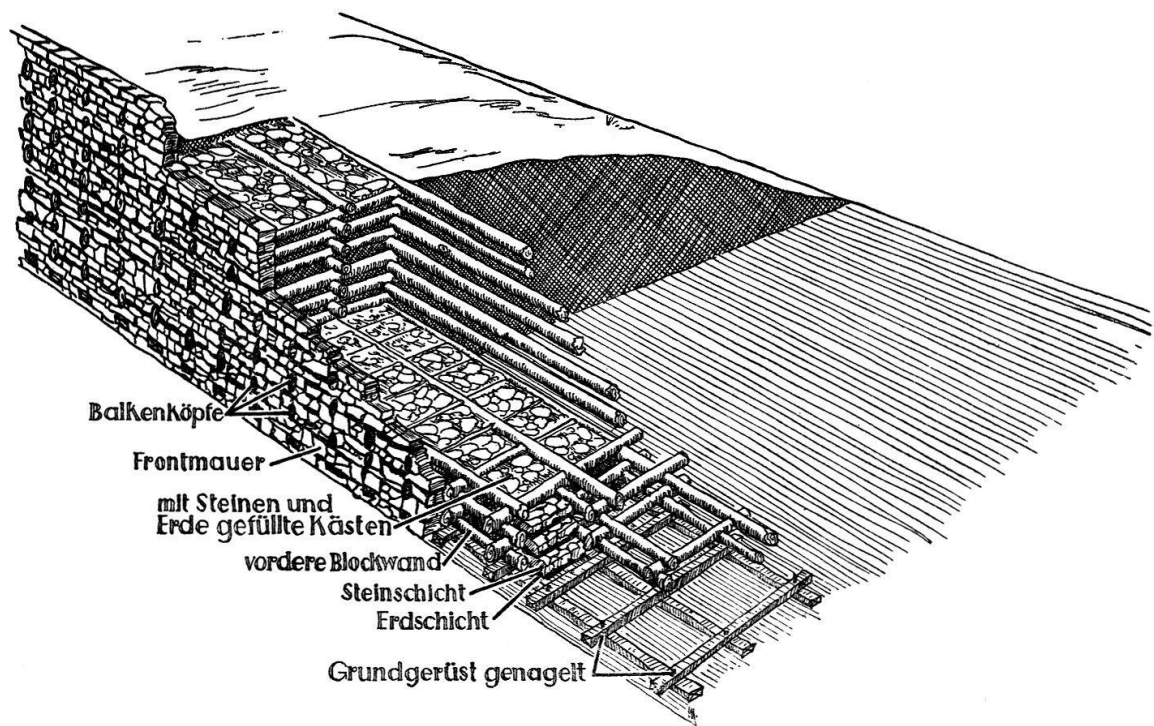 Balkenköpfe
Frontmauer
mit Steinen und
Erde gefüllte Kästen
vordere Blockwand
Steinschicht
Erdschicht
Grundgerüst genagelt